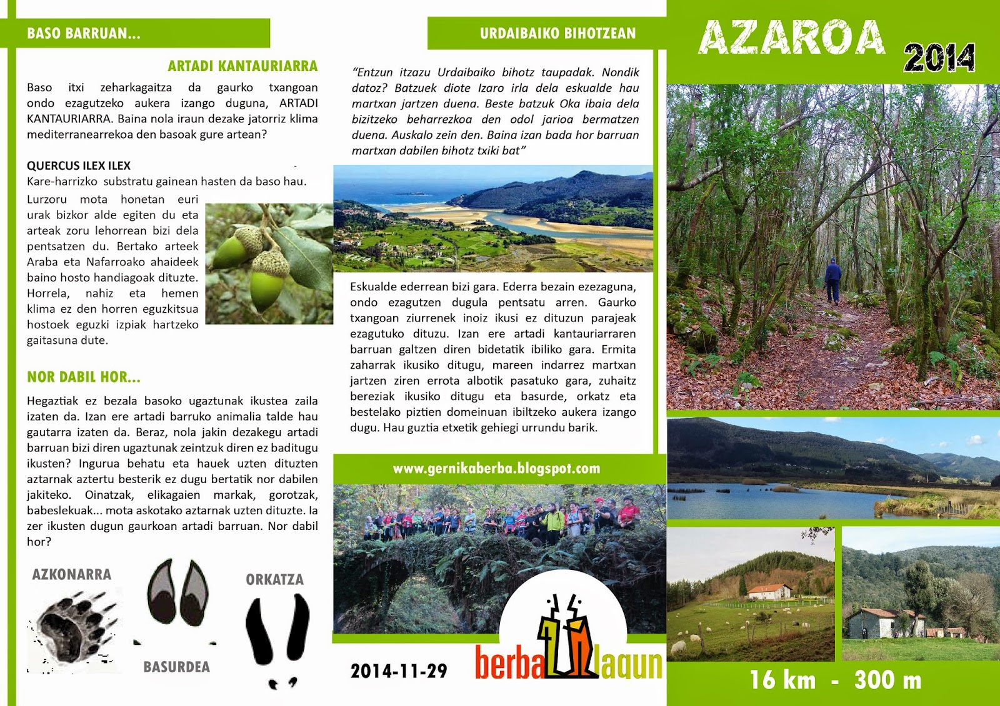 BASO BARRUAN...
ARTADI KANTAURIARRA
Baso itxi zeharkagaitza da gaurko txangoan
ondo ezagutzeko aukera izango duguna, ARTADI
KANTAURIARRA. Baina nola iraun dezake jatorriz klima
mediterranearrekoa den basoak gure artean?
QUERCUS ILEX ILEX
Kare-harrizko substratu gainean hasten da baso hau.
Lurzoru mota honetan euri
urak bizkor alde egiten du eta
arteak zoru lehorrean bizi dela
pentsatzen du. Bertako arteek
Araba eta Nafarroako ahaideek
baino hosto handiagoak dituzte.
Horrela, nahiz eta hemen
klima ez den horren eguzkitsua
hostoek eguzki izpiak hartzeko
gaitasuna dute.
NOR DABIL HOR...
Hegaztiak ez bezala basoko ugaztunak ikustea zaila
izaten da. Izan ere artadi barruko animalia talde hau
gautarra izaten da. Beraz, nola jakin dezakegu artadi
barruan bizi diren ugaztunak zeintzuk diren ez baditugu
ikusten? Ingurua behatu eta hauek uzten dituzten
aztarnak aztertu besterik ez dugu bertatik nor dabilen
jakiteko. Oinatzak, elikagaien markak, gorotzak,
babeslekuak... mota askotako aztarnak uzten dituzte. Ia
zer ikusten dugun gaurkoan artadi barruan. Nor dabil
hor?
AZKONARRA
BASURDEA
ORKATZA
URDAIBAIKO BIHOTZEAN
“Entzun itzazu Urdaibaiko bihotz taupadak. Nondik
datoz? Batzuek diote Izaro irla dela eskualde hau
martxan jartzen duena. Beste batzuk Oka ibaia dela
bizitzeko beharrezkoa den odol jarioa bermatzen
duena. Auskalo zein den. Baina izan bada hor barruan
martxan dabilen bihotz txiki bat”
Eskualde ederrean bizi gara. Ederra bezain ezezaguna,
ondo ezagutzen dugula pentsatu arren. Gaurko
txangoan ziurrenek inoiz ikusi ez dituzun parajeak
ezagutuko dituzu. Izan ere artadi kantauriarraren
barruan galtzen diren bidetatik ibiliko gara. Ermita
zaharrak ikusiko ditugu, mareen indarrez martxan
jartzen ziren errota albotik pasatuko gara, zuhaitz
bereziak ikusiko ditugu eta basurde, orkatz eta
bestelako piztien domeinuan ibiltzeko aukera izango
dugu. Hau guztia etxetik gehiegi urrundu barik.
www.gernikaberba.blogspot.com
2014-11-29
berba lagun
AZAROA
2014
16 km - 300 m